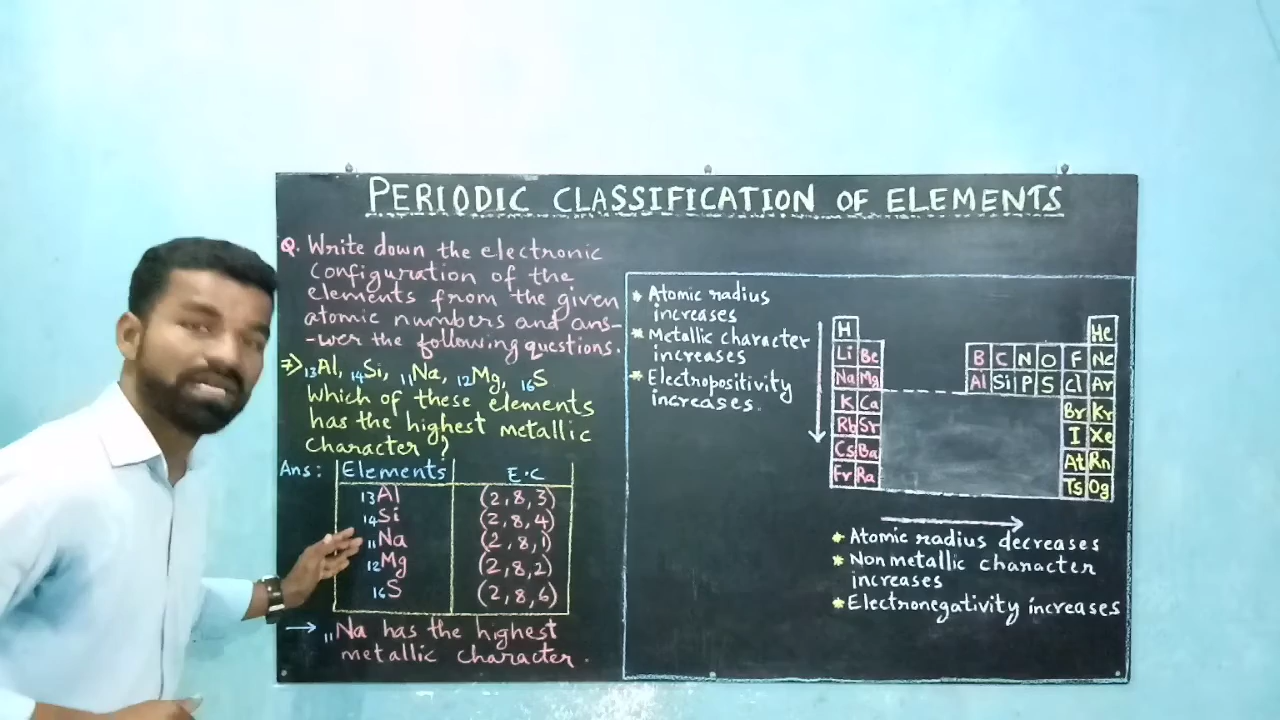 PERIODIC CLASSIFICATION OF ELEMENTS
Q. Write down the electronic
configuration of the
elements from the given
atomic numbers and ans-
-wer the following questions.
7) ₁₃Al, ₁₄Si, ₁₁Na, ₁₂Mg, ₁₆S
Which of these elements
has the highest metallic
character?
Ans: Elements E.C
₁₃Al (2,8,3)
₁₄Si (2,8,4)
₁₁Na (2,8,1)
₁₂Mg (2,8,2)
₁₆S (2,8,6)
→ ₁₁Na has the highest
metallic character.
* Atomic radius
increases
* Metallic character
increases
* Electropositivity
increases.
H He
Li Be B C N O F Ne
Na Mg Al Si P S Cl Ar
K Ca Br Kr
Rb Sr I Xe
Cs Ba At Rn
Fr Ra Ts Og
* Atomic radius decreases
* Nonmetallic character
increases
* Electronegativity increases